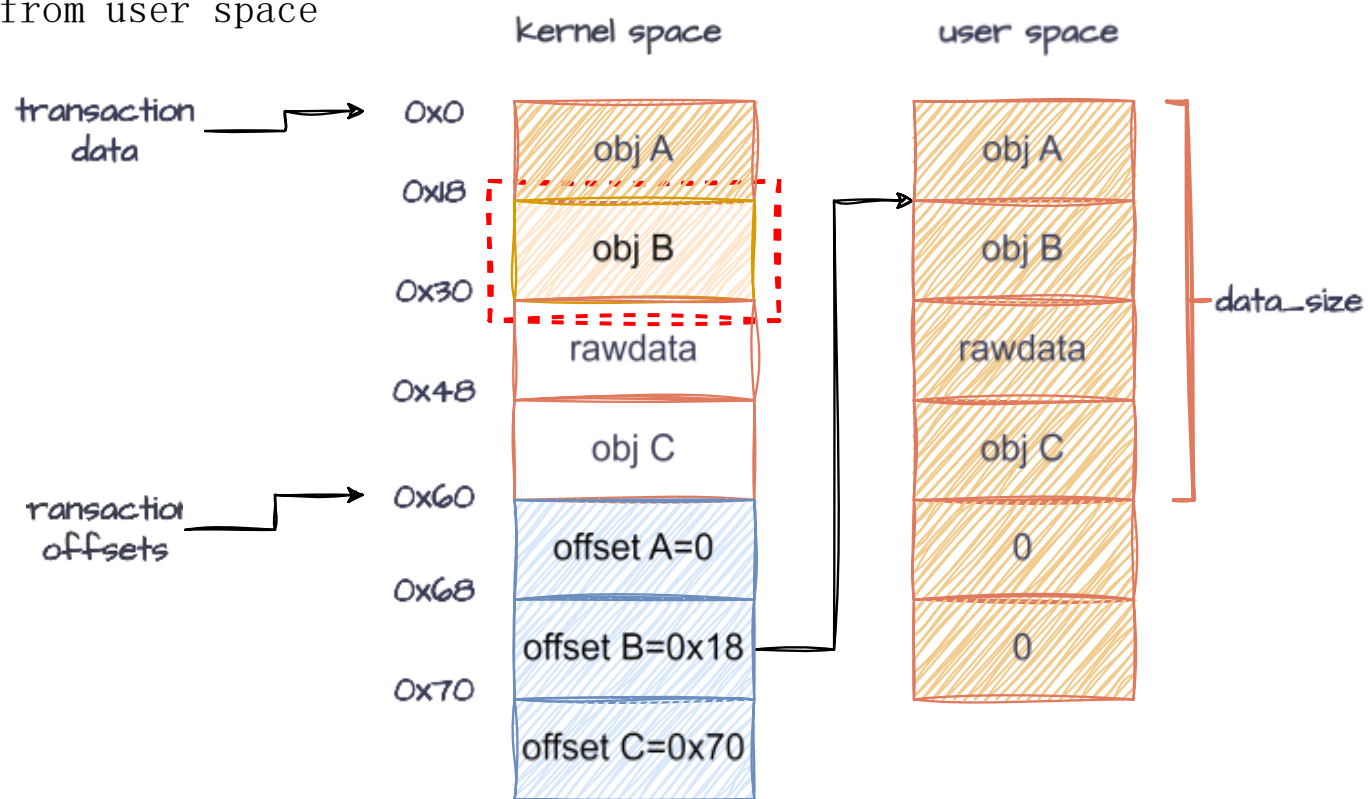 from user space
kernel space
user space
transaction
data
0x0
obj A
obj A
0x18
obj B
obj B
0x30
data_size
rawdata
rawdata
0x48
obj C
obj C
0x60
ransaction
offsets
offset A=0
0
0x68
offset B=0x18
0
0x70
offset C=0x70